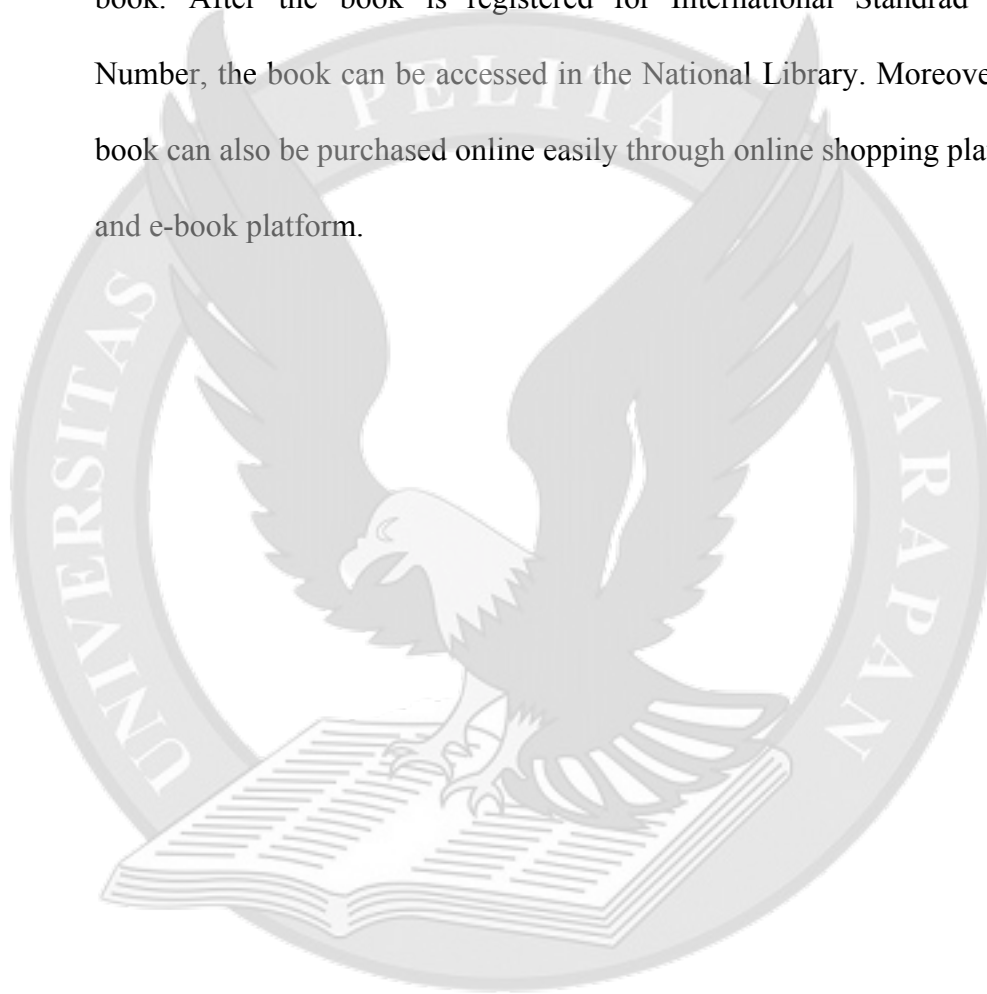 book. After the book is registered for International Standrad
Number, the book can be accessed in the National Library. Moreove
book can also be purchased online easily through online shopping pla
and e-book platform.
UNIVERSITAS PELITA HARAPAN